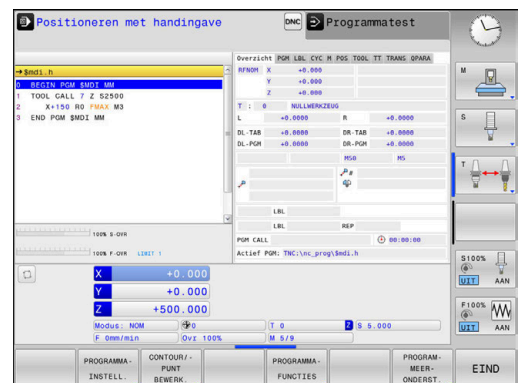 Positioneren met handingave
DNC
Programmatest
Overzicht PGM LBL CYC M POS TOOL TT TRANS QPARA
→$mdi.h
0 BEGIN PGM $MDI MM
1 TOOL CALL 7 Z S2500
2 X+150 R0 FMAX M3
3 END PGM $MDI MM
RFNOM X +0.000
Y +0.000
Z +0.000
T : 0 NULLWERKZEUG
L +0.0000 R +0.0000
DL-TAB +0.0000 DR-TAB +0.0000
DL-PGM +0.0000 DR-PGM +0.0000
M50 M5
P#
P
LBL
LBL REP
PGM CALL 00:00:00
Actief PGM: TNC:\nc_prog\$mdi.h
100% S-OVR
100% F-OVR LIMIT 1
X +0.000
Y +0.000
Z +500.000
Modus: NOM 0 T 0 Z S 5.000
F 0mm/min Ovr 100% M 5/9
M
S
T
S100%
UIT AAN
F100%
UIT AAN
PROGRAMMA-
INSTELL.
CONTOUR/-
PUNT
BEWERK.
PROGRAMMA-
FUNCTIES
PROGRAM-
MEER-
ONDERST.
EIND